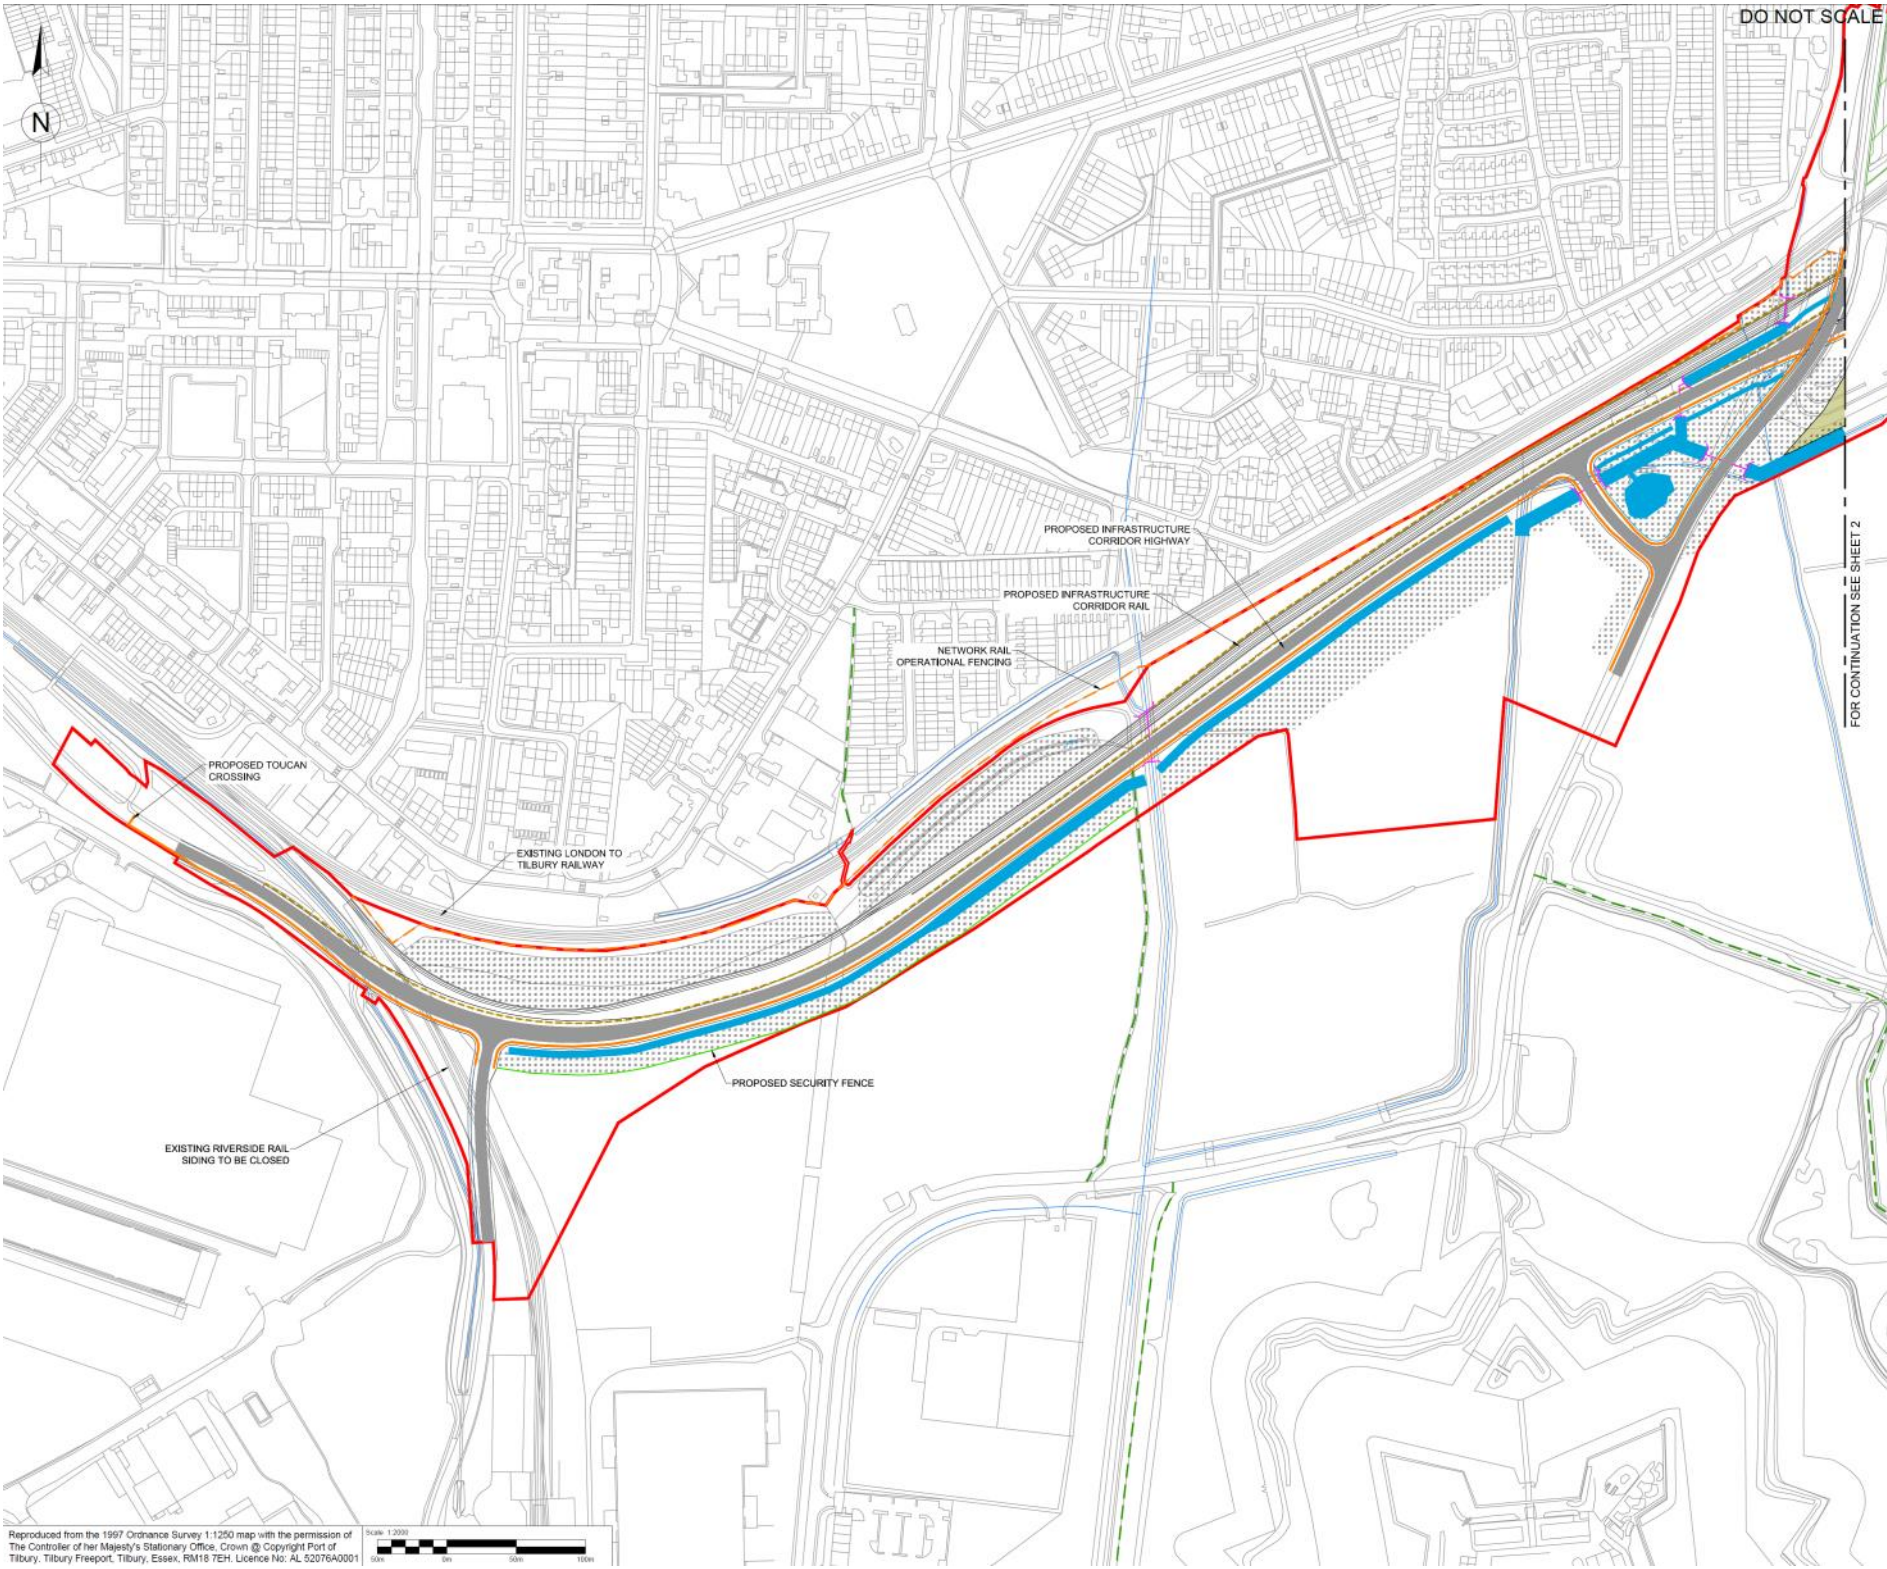 DO NOT SCALE
N
PROPOSED INFRASTRUCTURE
CORRIDOR HIGHWAY
PROPOSED INFRASTRUCTURE
CORRIDOR RAIL
NETWORK RAIL
OPERATIONAL FENCING
FOR CONTINUATION SEE SHEET 2
PROPOSED TOUCAN
CROSSING
EXISTING LONDON TO
TILBURY RAILWAY
PROPOSED SECURITY FENCE
EXISTING RIVERSIDE RAIL
SIDING TO BE CLOSED
Reproduced from the 1997 Ordnance Survey 1:1250 map with the permission of
The Controller of her Majesty's Stationary Office, Crown @ Copyright Port of
Tilbury, Tilbury Freeport, Tilbury, Essex, RM18 7EH. Licence No: AL 52076A0001
Scale 1:2000
50m 0m 50m 100m